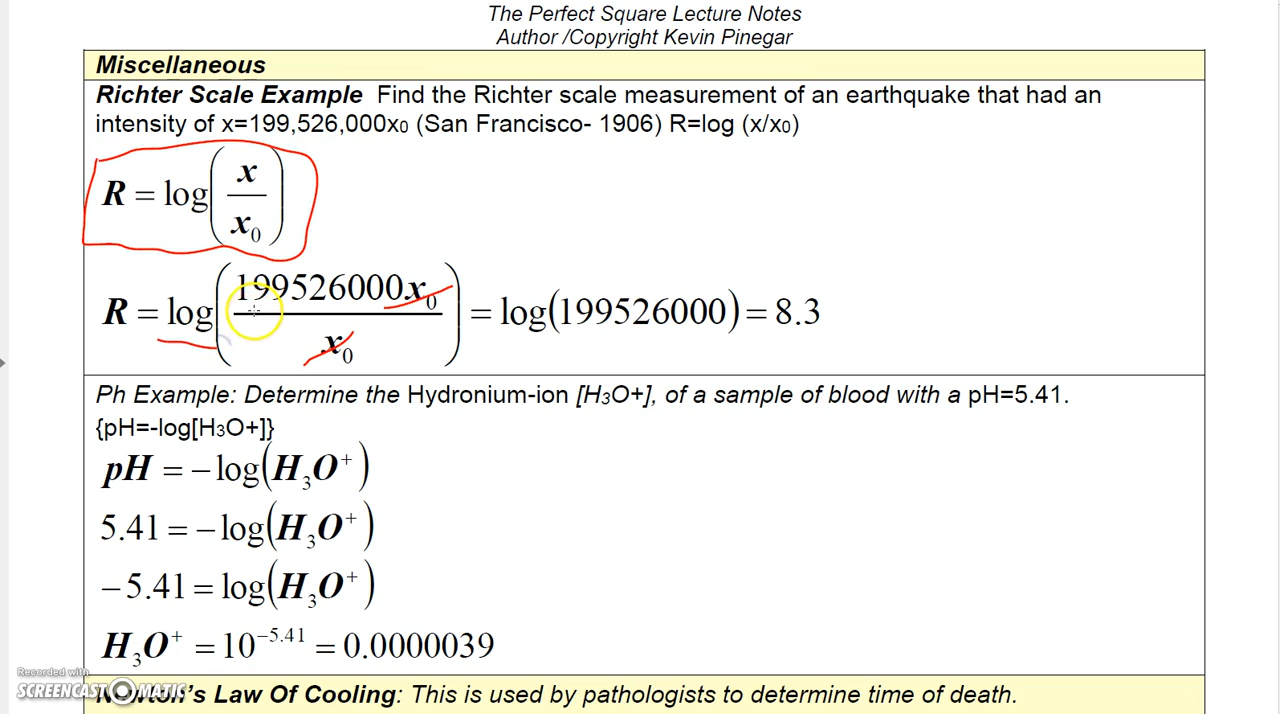 The Perfect Square Lecture Notes
Author /Copyright Kevin Pinegar
Miscellaneous
Richter Scale Example Find the Richter scale measurement of an earthquake that had an
intensity of x=199,526,000x₀ (San Francisco- 1906) R=log (x/x₀)
R = log(x/x₀)
R = log(199526000x₀/x₀) = log(199526000) = 8.3
Ph Example: Determine the Hydronium-ion [H₃O+], of a sample of blood with a pH=5.41.
{pH=-log[H₃O+]}
pH = −log(H₃O⁺)
5.41 = −log(H₃O⁺)
−5.41 = log(H₃O⁺)
H₃O⁺ = 10⁻⁵·⁴¹ = 0.0000039
Recorded with
SCREENCAST-O-MATIC
Newton's Law Of Cooling: This is used by pathologists to determine time of death.